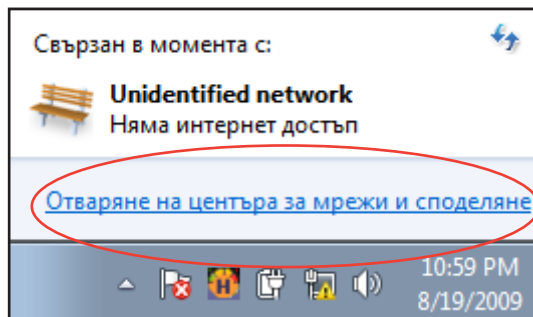 Свързан в момента с:
Unidentified network
Няма интернет достъп
Отваряне на центъра за мрежи и споделяне
10:59 PM
8/19/2009